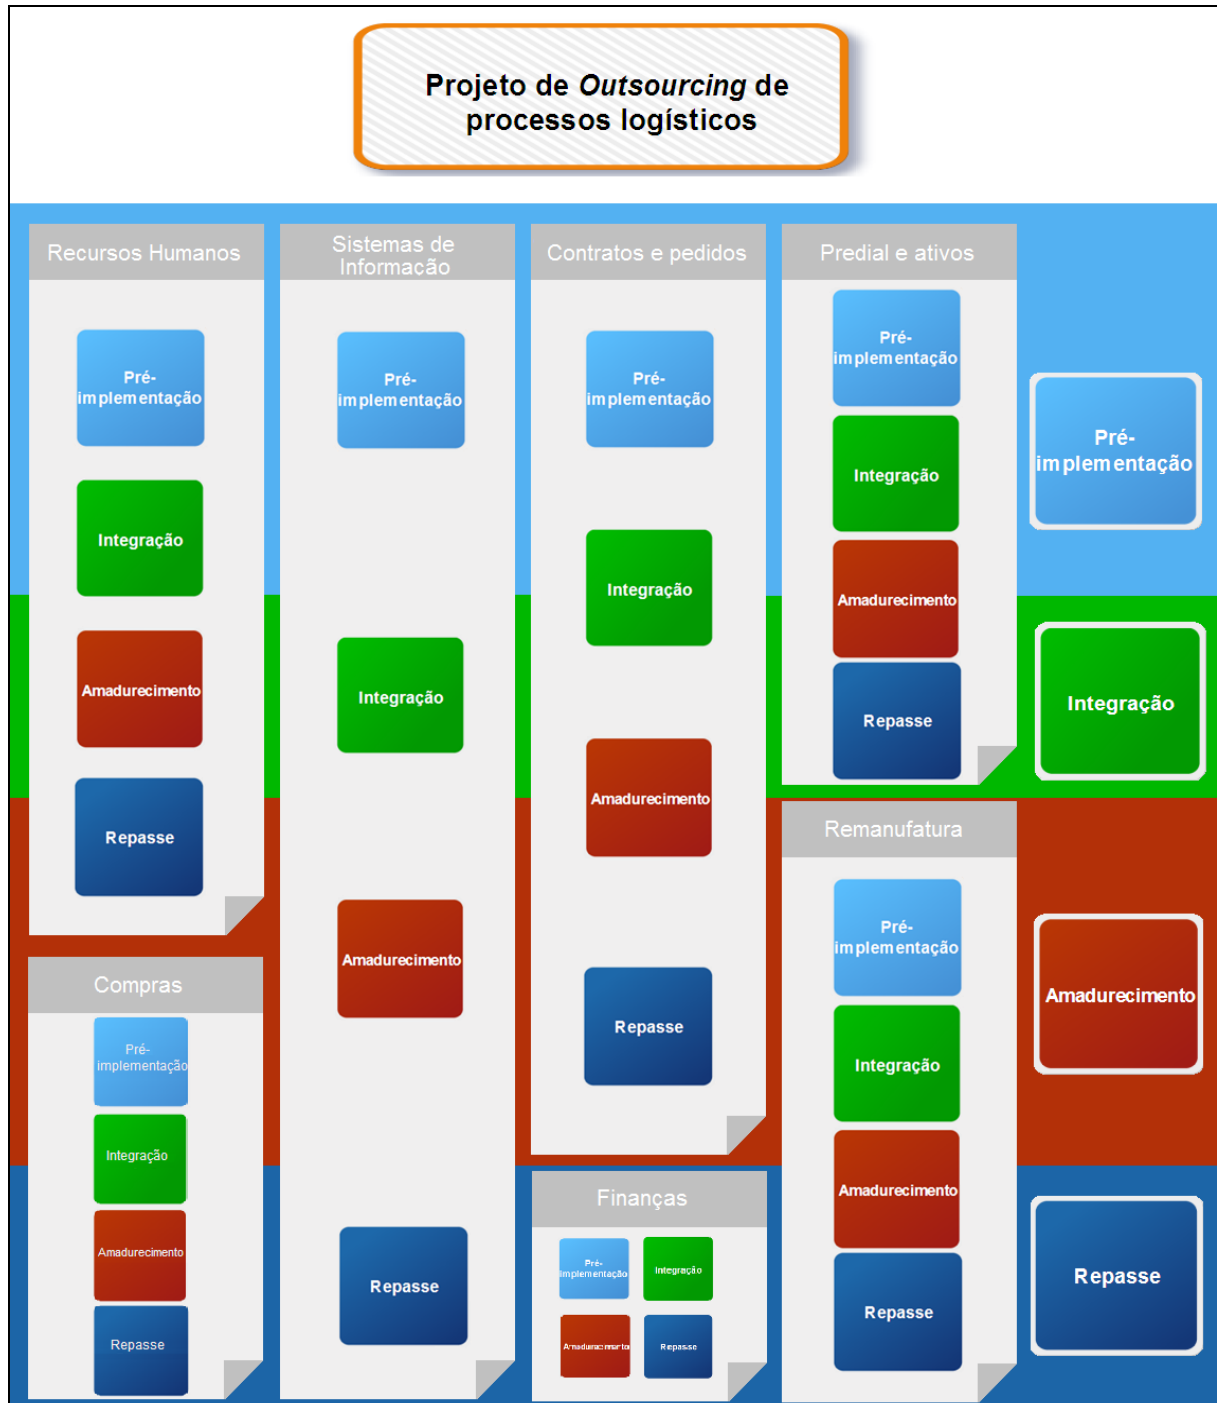 Projeto de Outsourcing de
processos logísticos
Recursos Humanos
Pré-
implementação
Integração
Amadurecimento
Repasse
Compras
Pré-
implementação
Integração
Amadurecimento
Repasse
Sistemas de
Informação
Pré-
implementação
Integração
Amadurecimento
Repasse
Contratos e pedidos
Pré-
implementação
Integração
Amadurecimento
Repasse
Finanças
Pré-
implementação
Integração
Amadurecimento
Repasse
Predial e ativos
Pré-
implementação
Integração
Amadurecimento
Repasse
Remanufatura
Pré-
implementação
Integração
Amadurecimento
Repasse
Pré-
implementação
Integração
Amadurecimento
Repasse